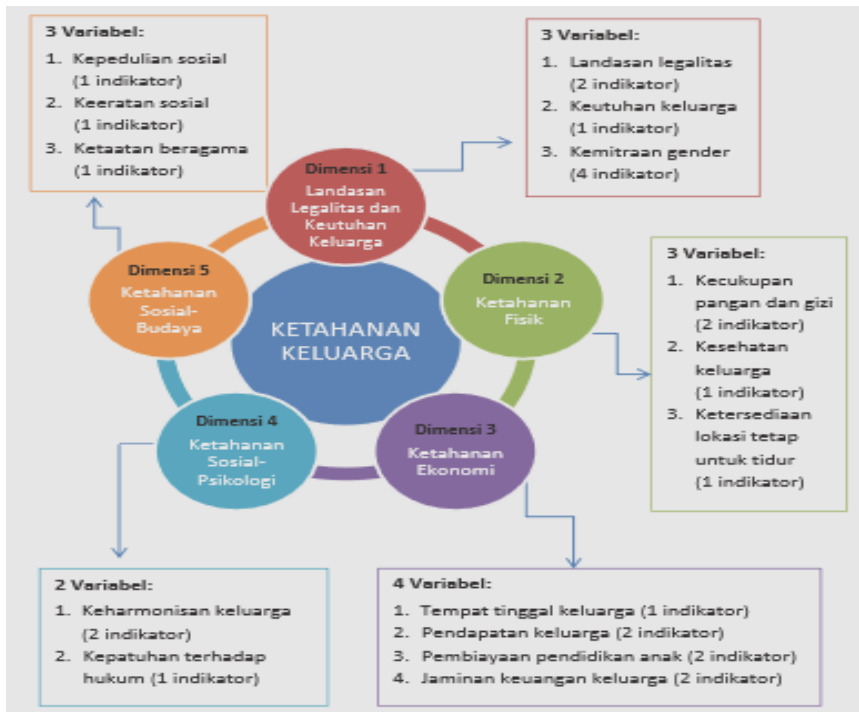 3 Variabel:
1. Kepedulian sosial
(1 indikator)
2. Keeratan sosial
(1 indikator)
3. Ketaatan beragama
(1 indikator)
3 Variabel:
1. Landasan legalitas
(2 indikator)
2. Keutuhan keluarga
(1 indikator)
3. Kemitraan gender
(4 indikator)
Dimensi 1
Landasan
Legalitas dan
Keutuhan
Keluarga
Dimensi 5
Ketahanan
Sosial-
Budaya
Dimensi 2
Ketahanan
Fisik
KETAHANAN
KELUARGA
3 Variabel:
1. Kecukupan
pangan dan gizi
(2 indikator)
2. Kesehatan
keluarga
(1 indikator)
3. Ketersediaan
lokasi tetap
untuk tidur
(1 indikator)
Dimensi 4
Ketahanan
Sosial-
Psikologi
Dimensi 3
Ketahanan
Ekonomi
2 Variabel:
1. Keharmonisan keluarga
(2 indikator)
2. Kepatuhan terhadap
hukum (1 indikator)
4 Variabel:
1. Tempat tinggal keluarga (1 indikator)
2. Pendapatan keluarga (2 indikator)
3. Pembiayaan pendidikan anak (2 indikator)
4. Jaminan keuangan keluarga (2 indikator)